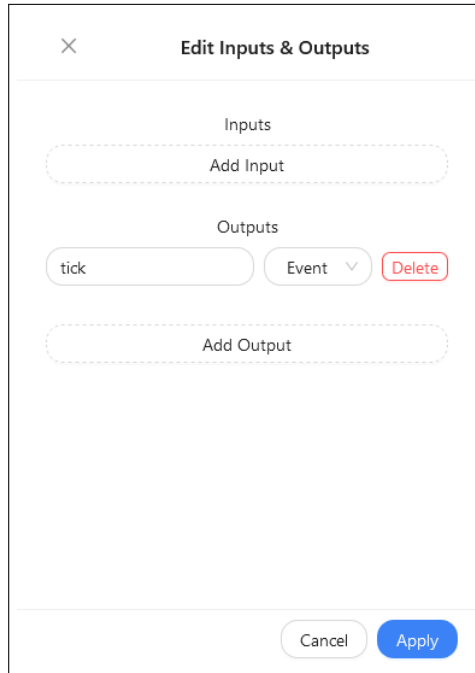 Edit Inputs & Outputs
Inputs
Add Input
Outputs
tick Event Delete
Add Output
Cancel Apply